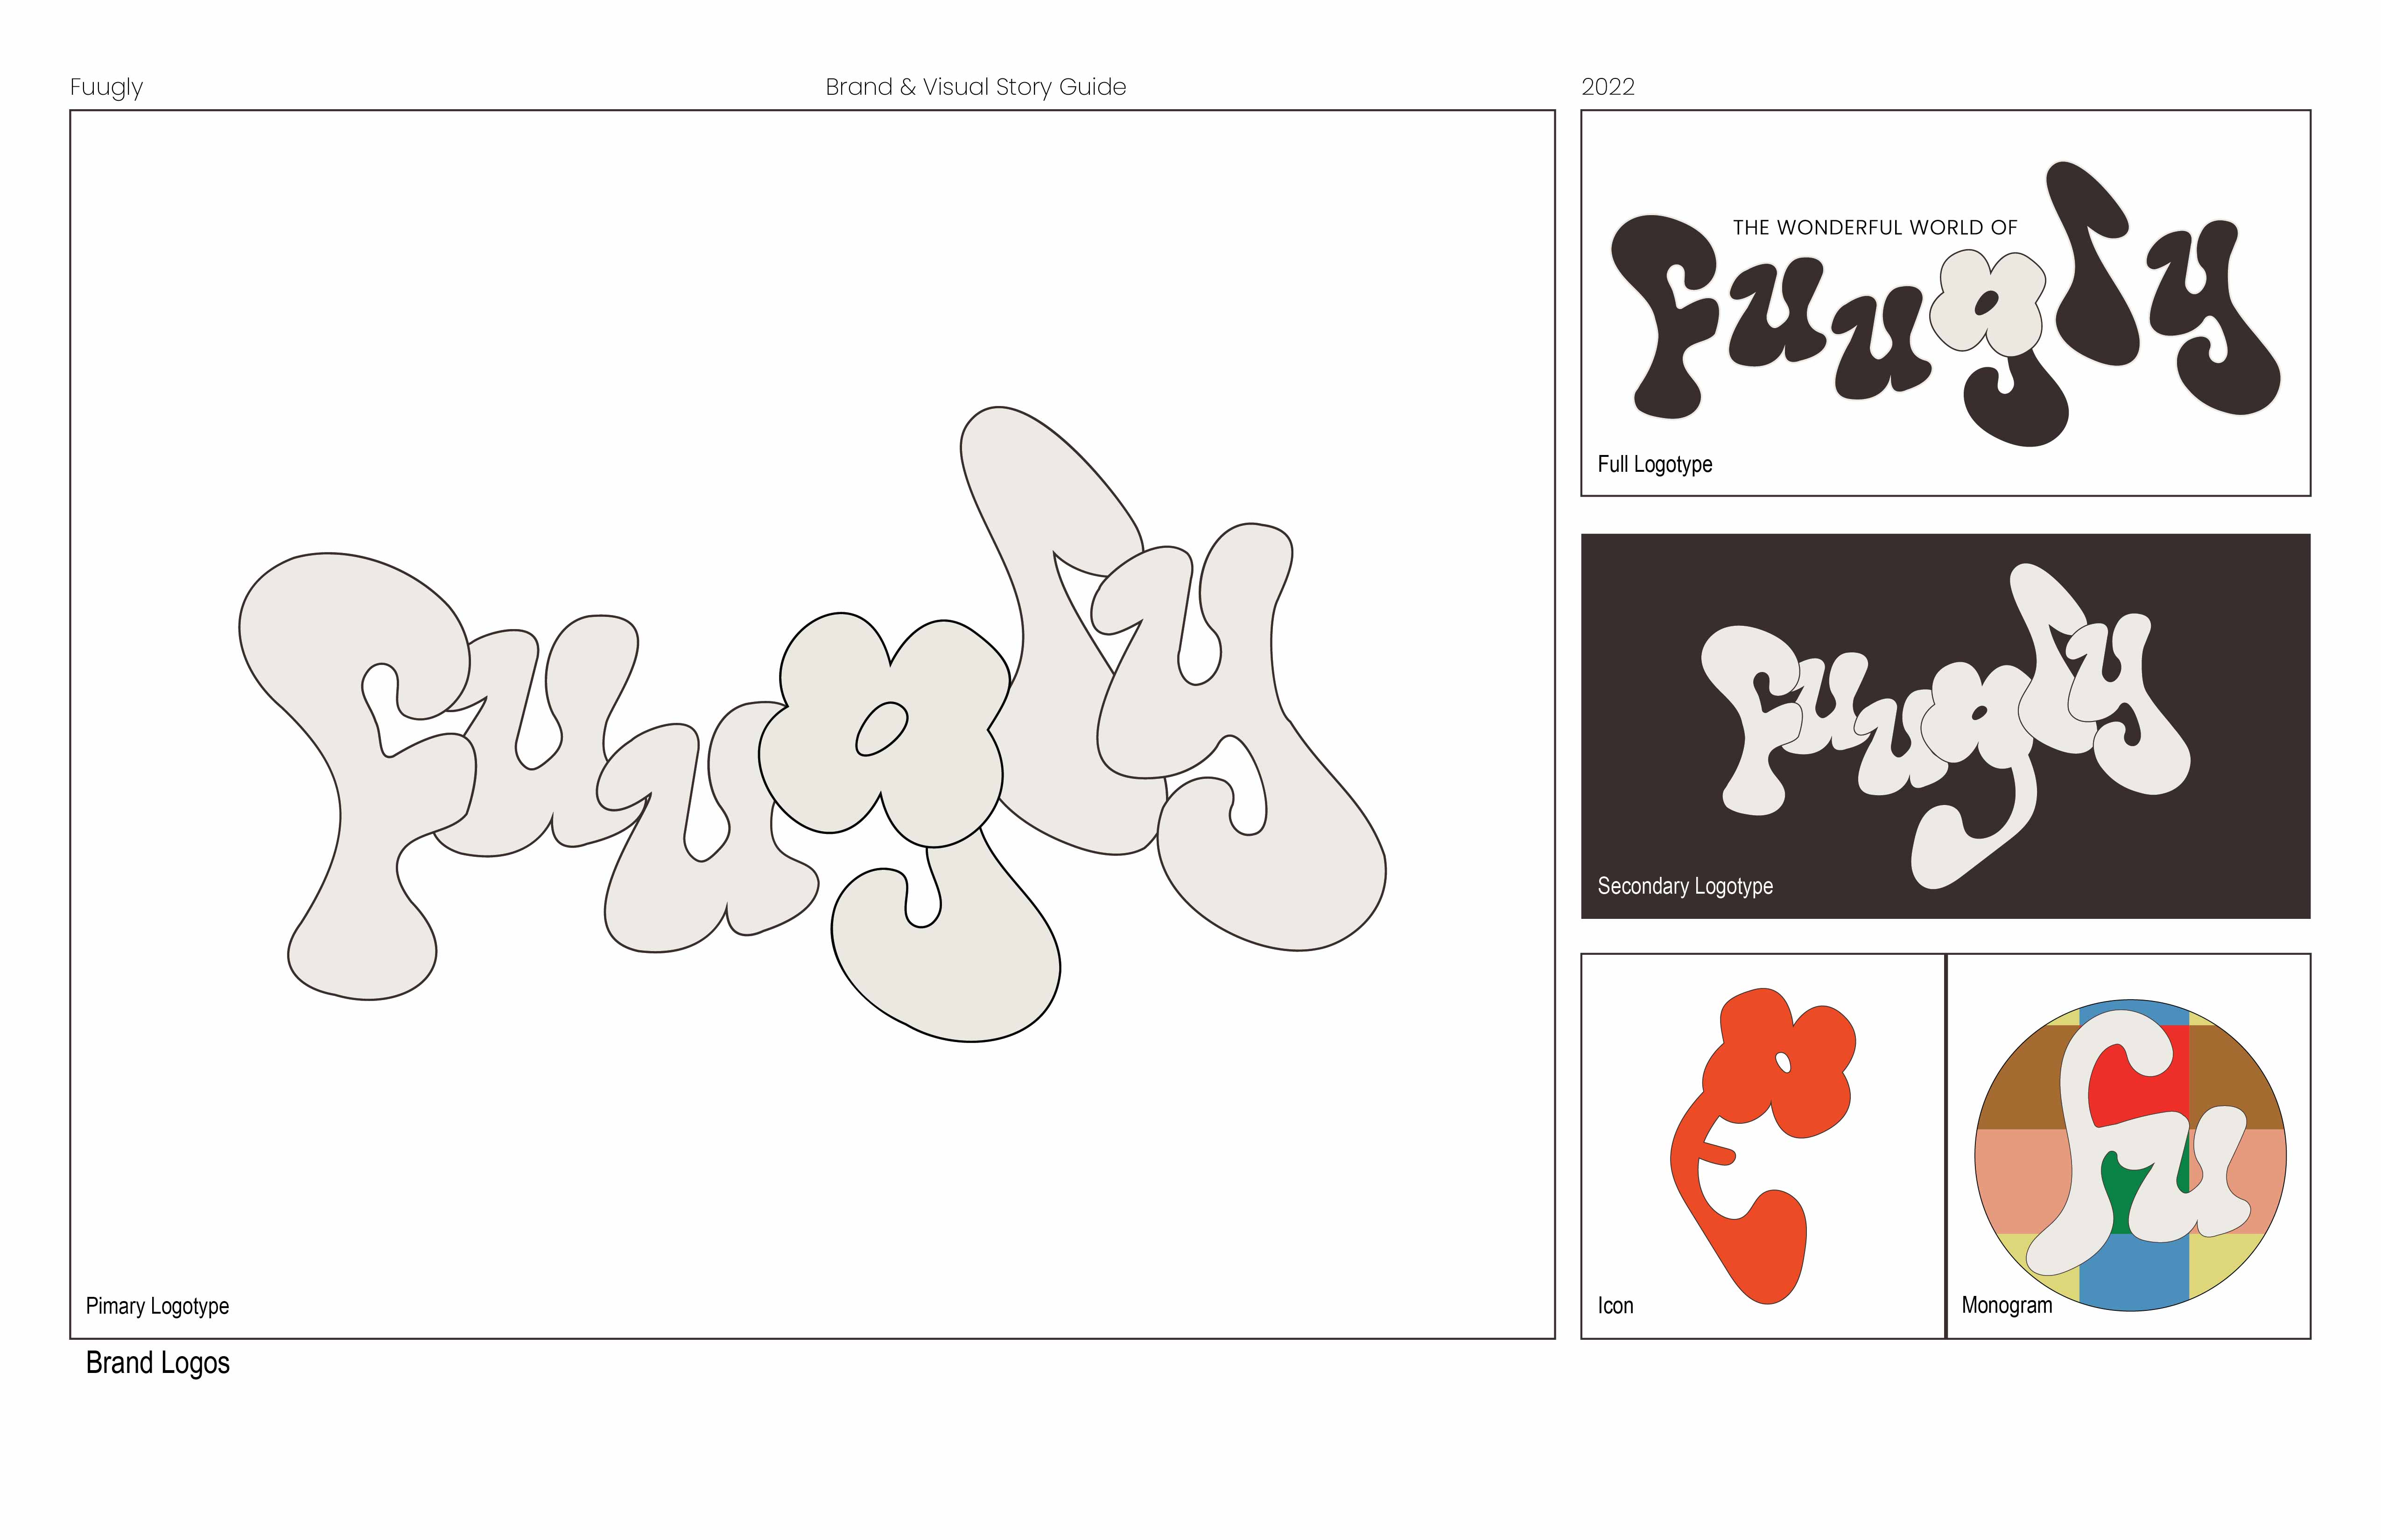 Fuugly
Brand & Visual Story Guide
2022
Fuugly
Pimary Logotype
Brand Logos
THE WONDERFUL WORLD OF
Fuugly
Full Logotype
Fuugly
Secondary Logotype
Icon
fu
Monogram